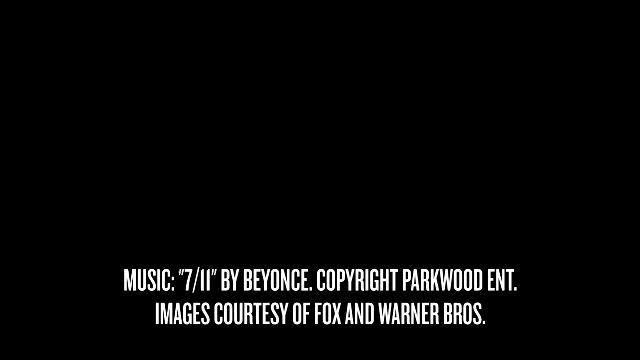 MUSIC: "7/11" BY BEYONCE. COPYRIGHT PARKWOOD ENT.
IMAGES COURTESY OF FOX AND WARNER BROS.